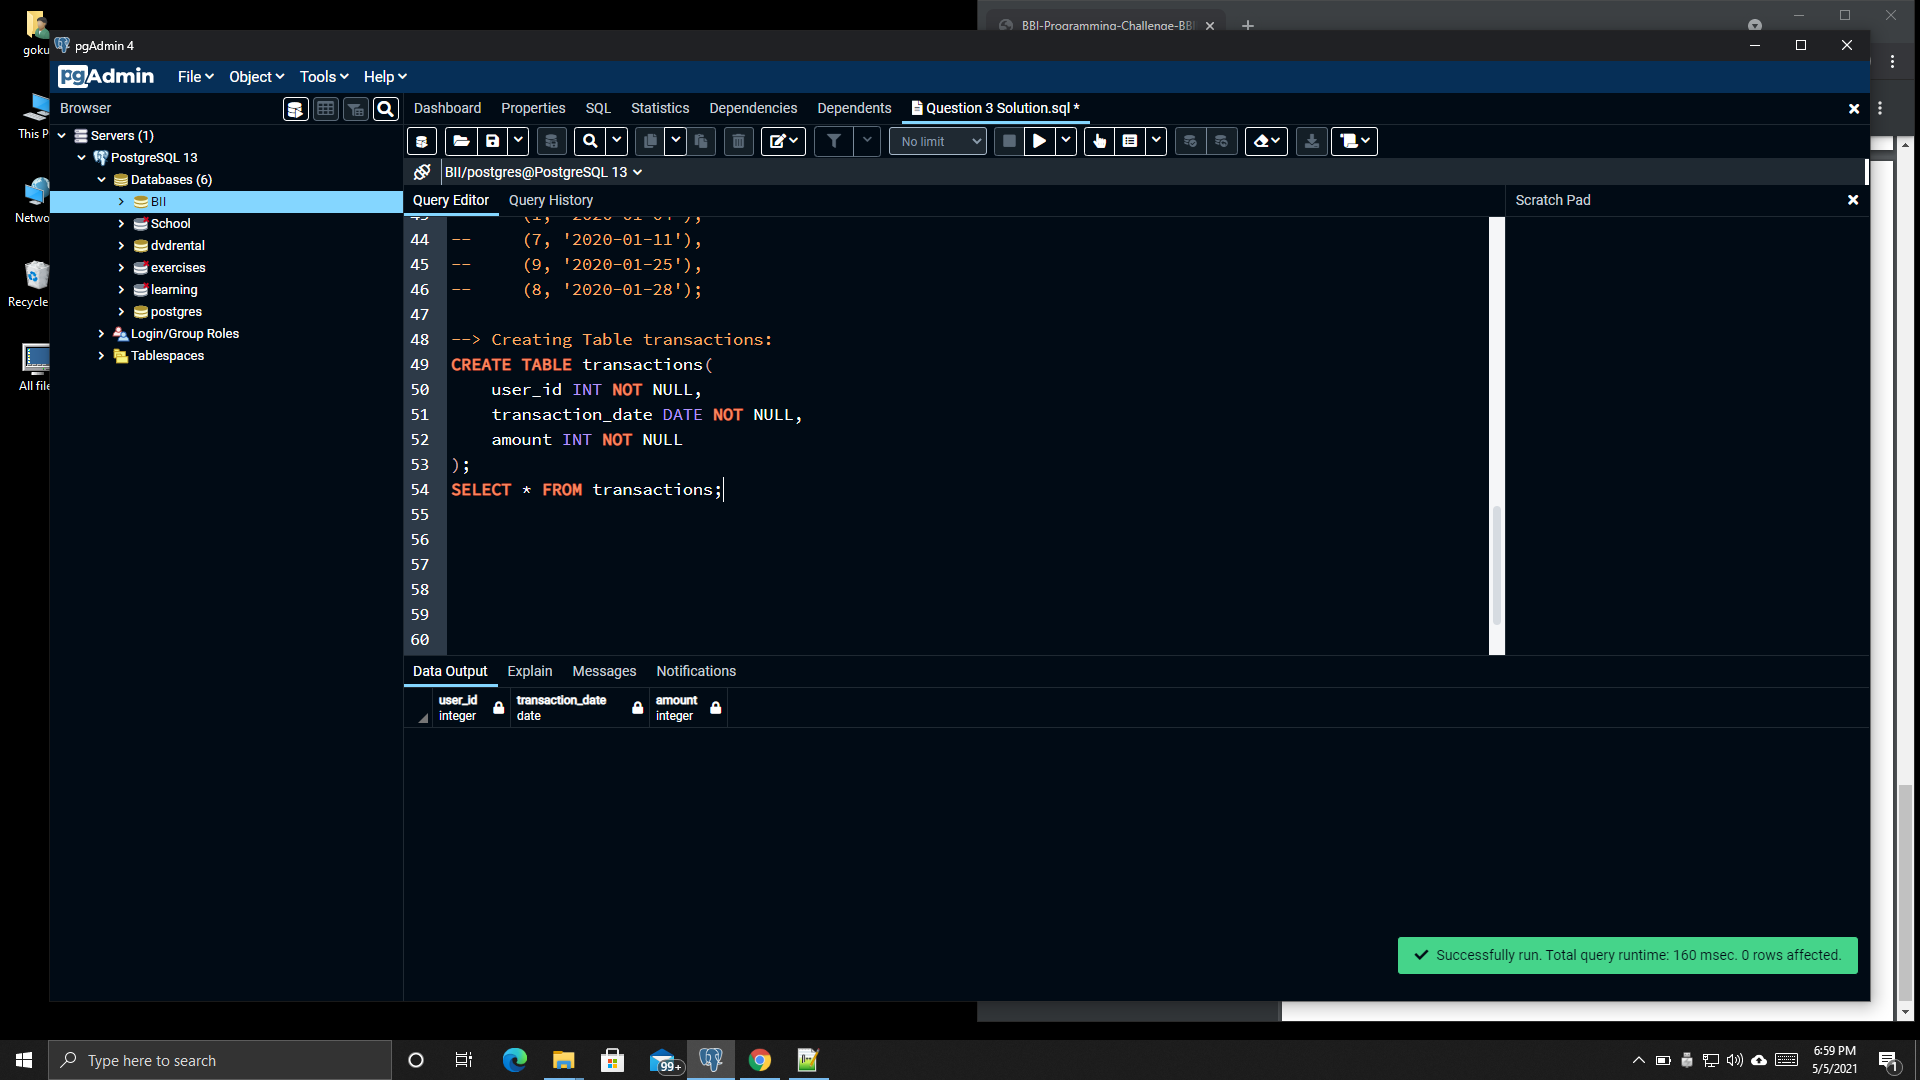 BBI-Programming-Challenge-BBI
goku
This P
Netwo
Recycle
All file
pgAdmin 4
pgAdmin
File
Object
Tools
Help
Browser
Servers (1)
PostgreSQL 13
Databases (6)
BII
School
dvdrental
exercises
learning
postgres
Login/Group Roles
Tablespaces
Dashboard
Properties
SQL
Statistics
Dependencies
Dependents
Question 3 Solution.sql *
No limit
BII/postgres@PostgreSQL 13
Query Editor
Query History
Scratch Pad
44 --     (7, '2020-01-11'),
45 --     (9, '2020-01-25'),
46 --     (8, '2020-01-28');
47
48 --> Creating Table transactions:
49 CREATE TABLE transactions(
50     user_id INT NOT NULL,
51     transaction_date DATE NOT NULL,
52     amount INT NOT NULL
53 );
54 SELECT * FROM transactions;
55
56
57
58
59
60
Data Output
Explain
Messages
Notifications
user_id
integer
transaction_date
date
amount
integer
Successfully run. Total query runtime: 160 msec. 0 rows affected.
Type here to search
99+
6:59 PM
5/5/2021
1